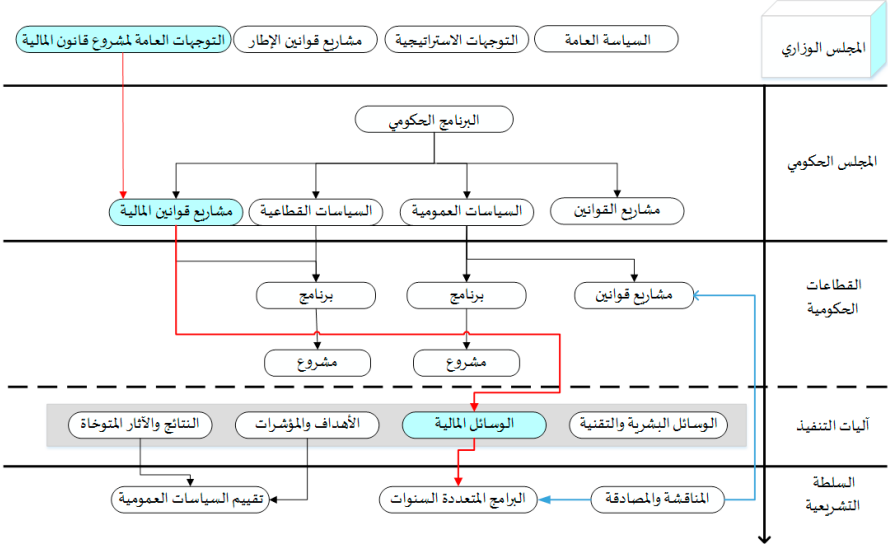 المجلس الوزاري
السياسة العامة
التوجهات الاستراتيجية
مشاريع قوانين الإطار
التوجهات العامة لمشروع قانون المالية
المجلس الحكومي
البرنامج الحكومي
مشاريع القوانين
السياسات العمومية
السياسات القطاعية
مشاريع قوانين المالية
القطاعات
الحكومية
مشاريع قوانين
برنامج
برنامج
مشروع
مشروع
آليات التنفيذ
الوسائل البشرية والتقنية
الوسائل المالية
الأهداف والمؤشرات
النتائج والآثار المتوخاة
السلطة
التشريعية
المناقشة والمصادقة
البرامج المتعددة السنوات
تقييم السياسات العمومية